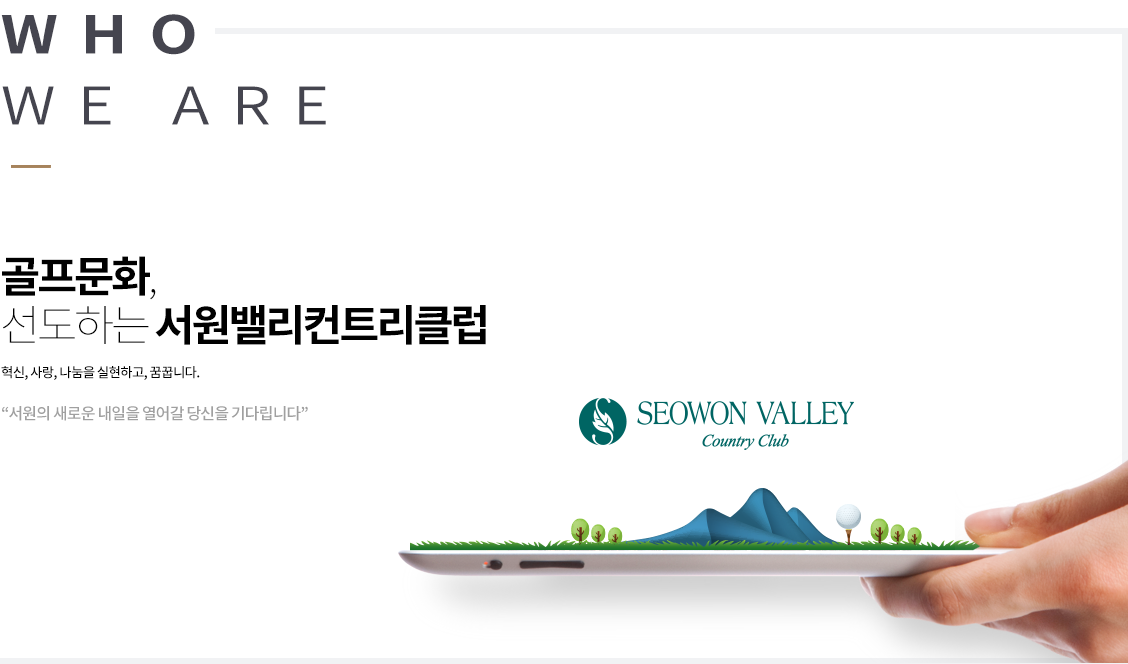 WHO
WE ARE
골프문화,
선도하는 서원밸리컨트리클럽
혁신, 사랑, 나눔을 실현하고, 꿈꿉니다.
“서원의 새로운 내일을 열어갈 당신을 기다립니다”
SEOWON VALLEY
Country Club